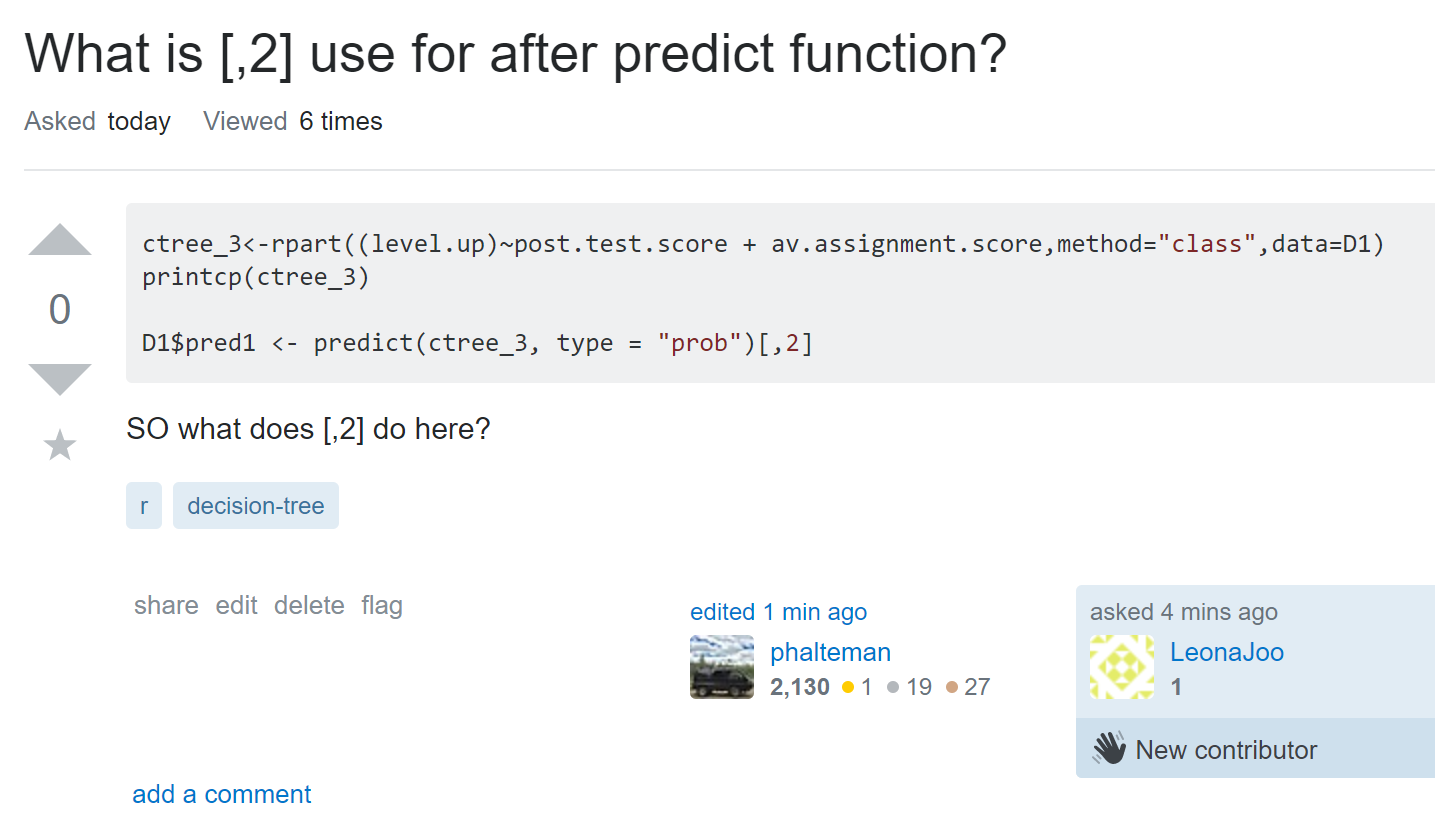 What is [,2] use for after predict function?
Asked today Viewed 6 times
ctree_3<-rpart((level.up)~post.test.score + av.assignment.score,method="class",data=D1)
printcp(ctree_3)
D1$pred1 <- predict(ctree_3, type = "prob")[,2]
0
SO what does [,2] do here?
r decision-tree
share edit delete flag
edited 1 min ago
phalteman
2,130 1 19 27
asked 4 mins ago
LeonaJoo
1
New contributor
add a comment